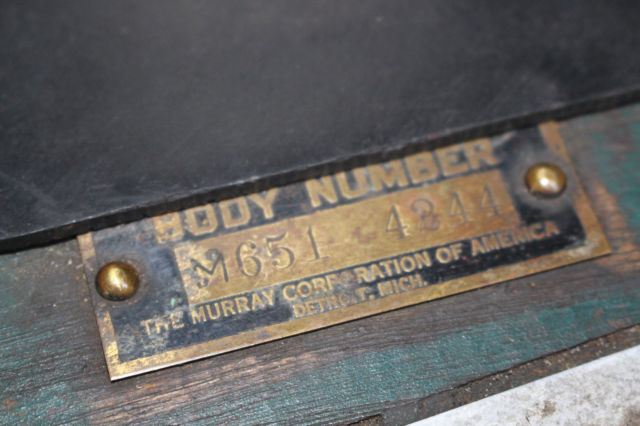 BODY NUMBER
M651 4244
THE MURRAY CORPORATION OF AMERICA
DETROIT, MICH.